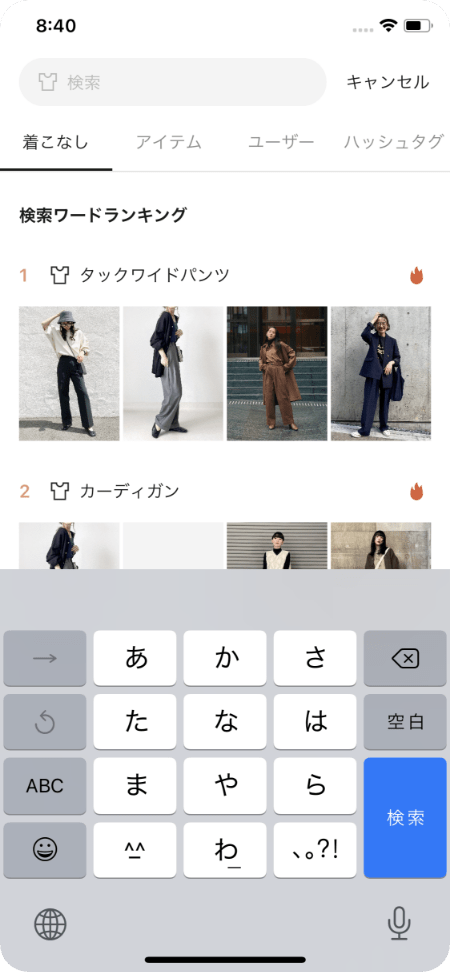 8:40
検索
キャンセル
着こなし
アイテム
ユーザー
ハッシュタグ
検索ワードランキング
1 タックワイドパンツ
2 カーディガン
→ あ か さ
た な は 空白
ABC ま や ら 検索
^^ わ 、。?!